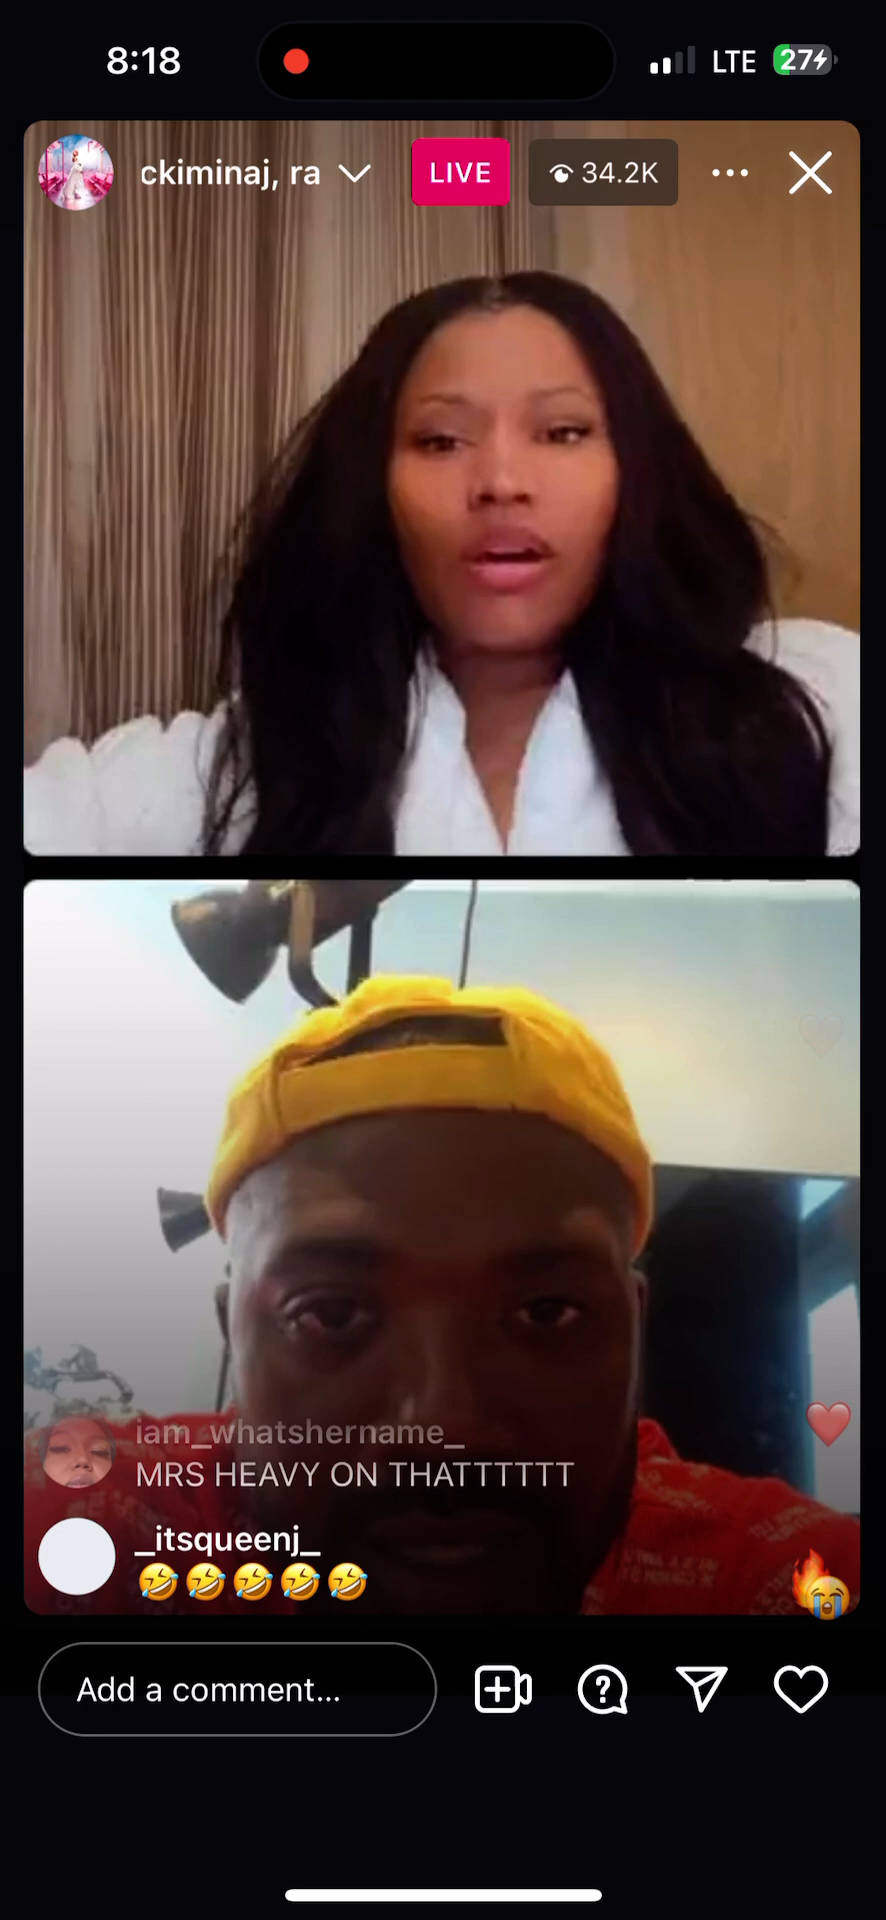 8:18
LTE
27
ckiminaj, ra
LIVE
34.2K
iam_whatshername_
MRS HEAVY ON THATTTTTT
_itsqueenj_
🤣🤣🤣🤣🤣
Add a comment...